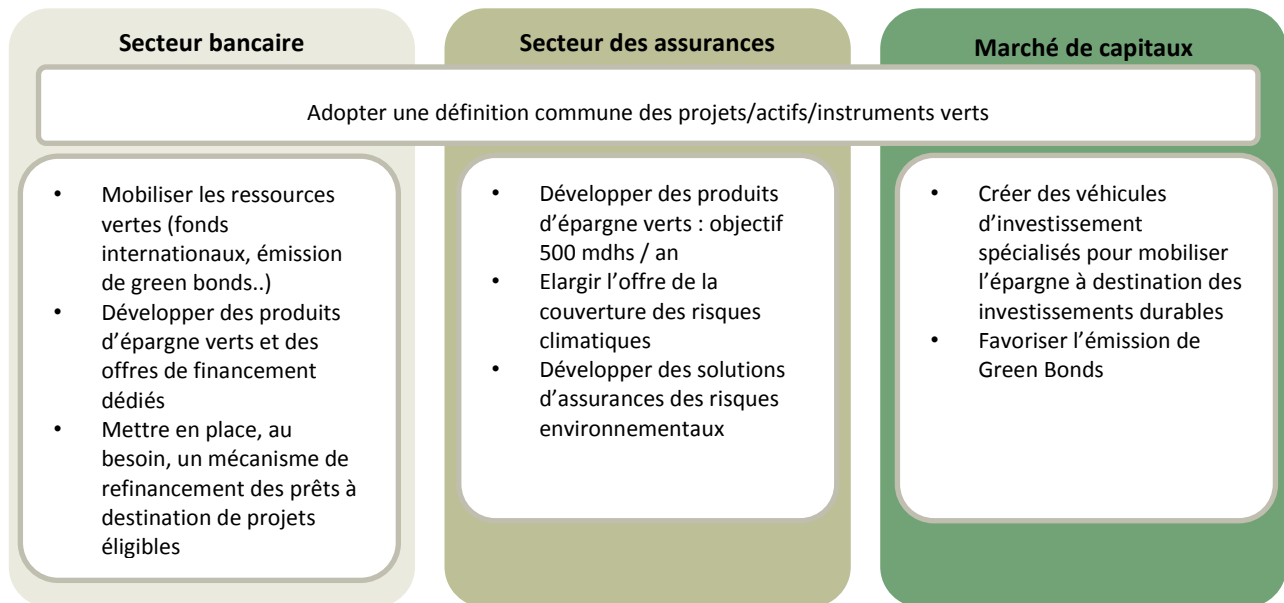 Secteur bancaire
Secteur des assurances
Marché de capitaux
Adopter une définition commune des projets/actifs/instruments verts
• Mobiliser les ressources
vertes (fonds
internationaux, émission
de green bonds..)
• Développer des produits
d’épargne verts et des
offres de financement
dédiés
• Mettre en place, au
besoin, un mécanisme de
refinancement des prêts à
destination de projets
éligibles
• Développer des produits
d’épargne verts : objectif
500 mdhs / an
• Elargir l’offre de la
couverture des risques
climatiques
• Développer des solutions
d’assurances des risques
environnementaux
• Créer des véhicules
d’investissement
spécialisés pour mobiliser
l’épargne à destination des
investissements durables
• Favoriser l’émission de
Green Bonds